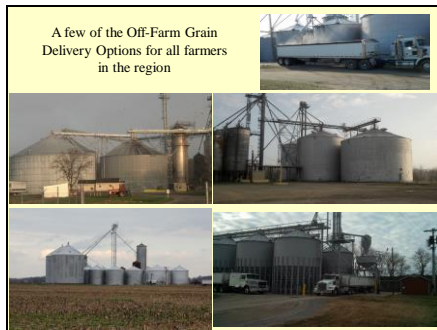 A few of the Off-Farm Grain
Delivery Options for all farmers
in the region